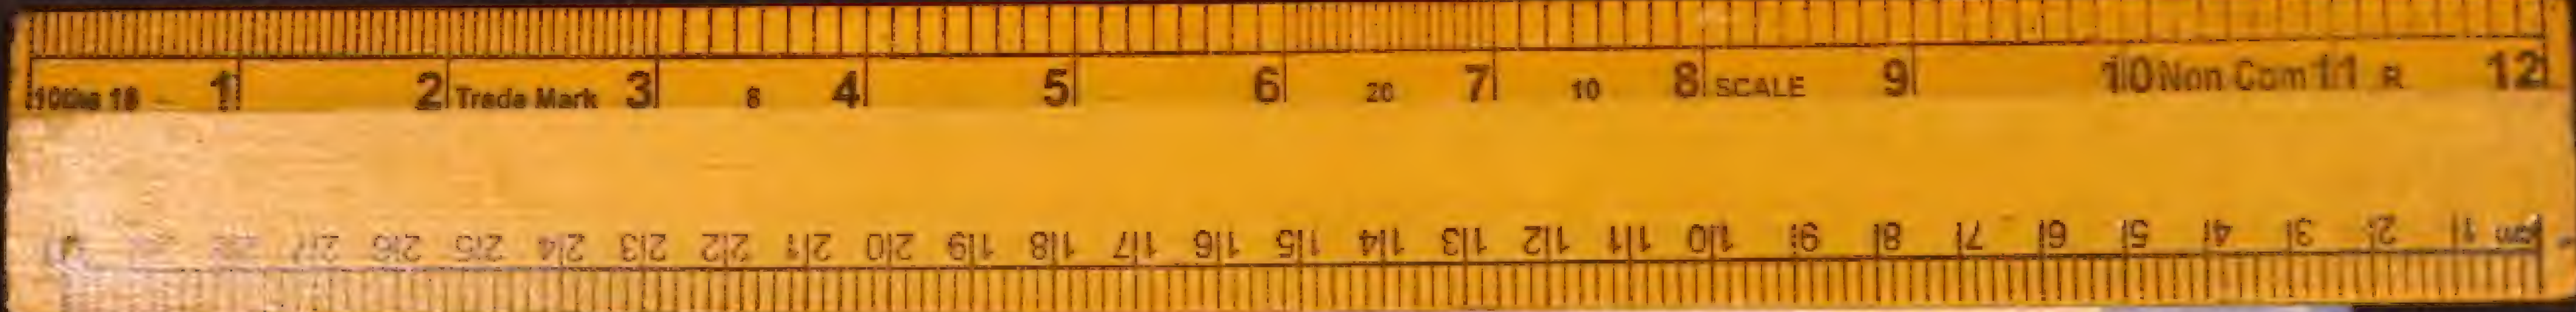 10ths 16 1 2 Trade Mark 3 8 4 5 6 20 7 10 8 SCALE 9 10 Non Com 11 R 12
cm 1 2 3 4 5 6 7 8 9 10 11 12 13 14 15 16 17 18 19 20 21 22 23 24 25 26 27